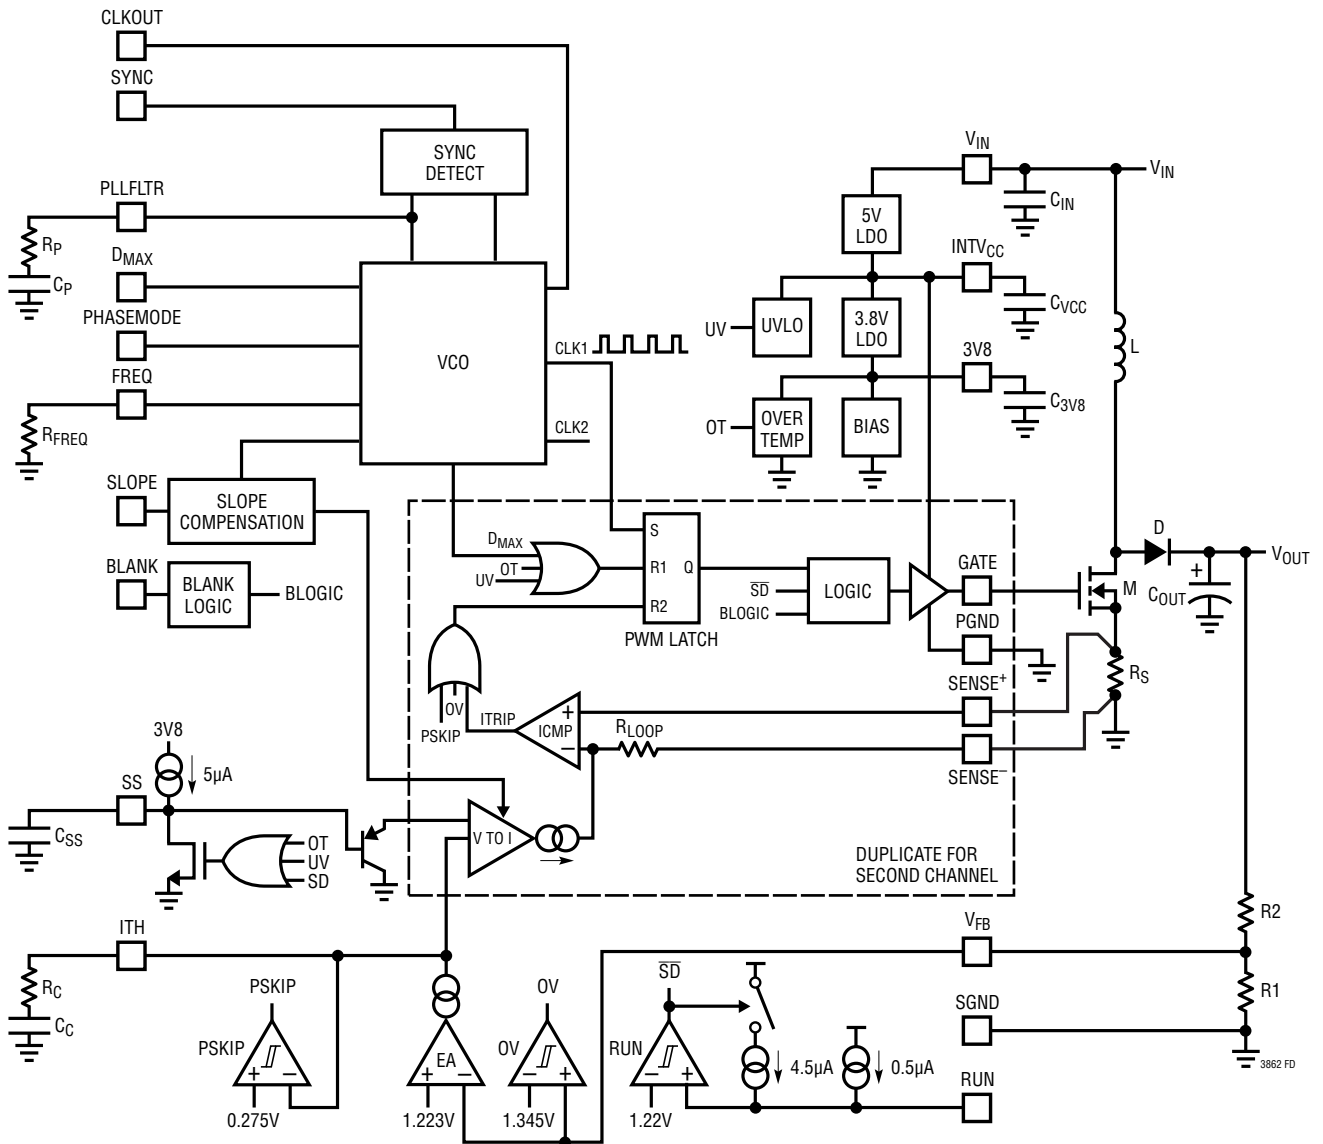 CLKOUT
SYNC
SYNC
DETECT
PLLFLTR
RP
CP
DMAX
PHASEMODE
FREQ
RFREQ
VCO
CLK1
CLK2
SLOPE
SLOPE
COMPENSATION
BLANK
BLANK
LOGIC
BLOGIC
VIN
VIN
CIN
5V
LDO
INTVCC
CVCC
UV
UVLO
3.8V
LDO
3V8
C3V8
OT
OVER
TEMP
BIAS
L
D
VOUT
COUT
+
M
RS
DMAX
OT
UV
S
R1
Q
R2
PWM LATCH
SD
BLOGIC
LOGIC
GATE
PGND
SENSE+
SENSE–
OV
PSKIP
ITRIP
ICMP
+
–
RLOOP
V TO I
DUPLICATE FOR
SECOND CHANNEL
3V8
5µA
SS
CSS
OT
UV
SD
ITH
RC
CC
PSKIP
PSKIP
+
–
0.275V
EA
+
–
1.223V
OV
OV
–
+
1.345V
SD
RUN
–
+
1.22V
4.5µA
0.5µA
VFB
SGND
RUN
R2
R1
3862 FD